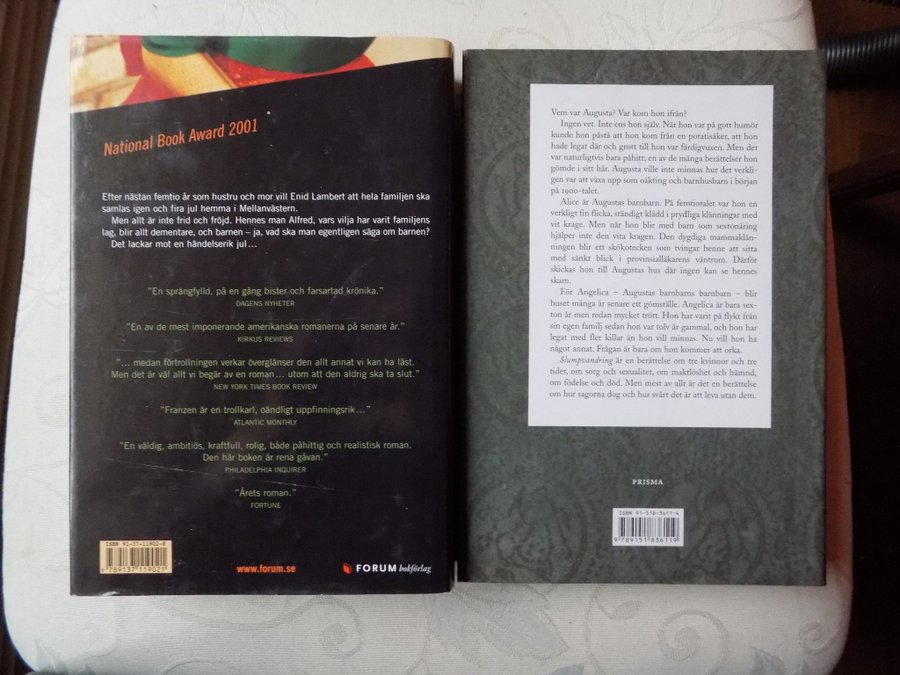 National Book Award 2001
Efter nästan femtio år som hustru och mor vill Enid Lambert att hela familjen ska
samlas igen och fira jul hemma i Mellanvästern.
Men allt är inte frid och fröjd. Hennes man Alfred, vars vilja har varit familjens
lag, blir allt dementare, och barnen – ja, vad ska man egentligen säga om barnen?
Det lackar mot en händelserik jul ...
"En sprängfylld, på en gång bister och farsartad krönika."
DAGENS NYHETER
"En av de mest imponerande amerikanska romanerna på senare år."
KIRKUS REVIEWS
"... medan förtrollningen verkar överglänser den allt annat vi kan ha läst.
Men det är väl allt vi begär av en roman ... utom att den aldrig ska ta slut."
NEW YORK TIMES BOOK REVIEW
"Franzen är en trollkarl, oändligt uppfinningsrik ..."
ATLANTIC MONTHLY
"En väldig, ambitiös, kraftfull, rolig, både påhittig och realistisk roman.
Den här boken är rena gåvan."
PHILADELPHIA INQUIRER
"Årets roman."
FORTUNE
ISBN 91-37-11902-8
9 789137 119021
www.forum.se
FORUM bokförlag
Vem var Augusta? Var kom hon ifrån?
Ingen vet. Inte ens hon själv. När hon var på gott humör
kunde hon påstå att hon kom från en potatisåker, att hon
hade legat där och grott till hon var färdigvuxen. Men det
var naturligtvis bara påhitt, en av de många berättelser hon
gömde sitt i här. Augusta ville inte minnas hur det verkli-
gen var att växa upp som oäkting och barnhusbarn i början
på 1900-talet.
Alice är Augustas barnbarn. På femtiotalet var hon en
verkligt fin flicka, ständigt klädd i prydliga klänningar med
vit krage. Men när hon blir med barn som sextonåring
hjälper inte den vita kragen. Den dygdiga mammaklän-
ningen blir ett skökotecken som tvingar henne att sitta
med sänkt blick i provinsialläkarens väntrum. Därför
skickas hon till Augustas hus där ingen kan se hennes
skam.
För Angelica – Augustas barnbarns barnbarn – blir
huset många år senare ett gömställe. Angelica är bara sex-
ton år men redan mycket trött. Hon har varit på flykt från
sin egen familj sedan hon var tolv år gammal, och hon har
legat med fler killar än hon vill minnas. Nu vill hon ha
något annat. Frågan är bara om hon kommer att orka.
Slumpvandring är en berättelse om tre kvinnor och tre
tider, om sorg och sexualitet, om maktlöshet och hämnd,
om födelse och död. Men mest av allt är det en berättelse
om hur sagorna dog och hur svårt det är att leva utan dem.
PRISMA
ISBN 91-518-3611-4
9 789151 836119